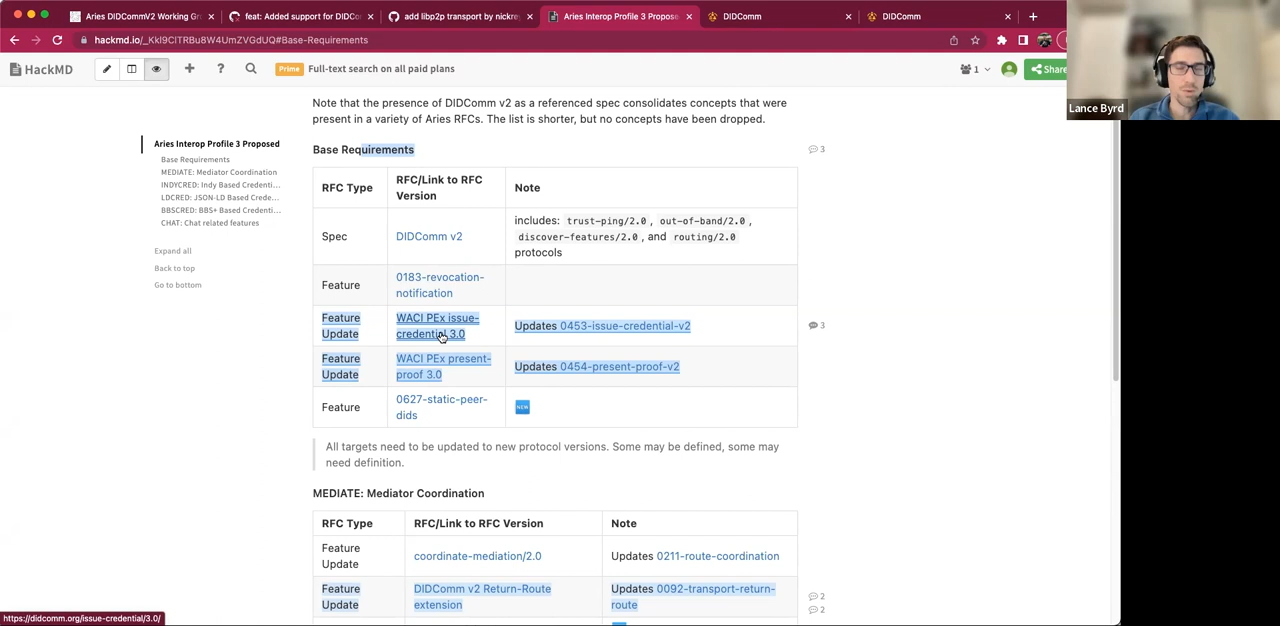 Aries DIDCommV2 Working Gr
feat: Added support for DIDCo
add libp2p transport by nickre
Aries Interop Profile 3 Propose
DIDComm
DIDComm
hackmd.io/_KkI9ClTRBu8W4UmZVGdUQ#Base-Requirements
HackMD
Prime Full-text search on all paid plans
1
Share
Lance Byrd
Aries Interop Profile 3 Proposed
Base Requirements
MEDIATE: Mediator Coordination
INDYCRED: Indy Based Credenti...
LDCRED: JSON-LD Based Crede...
BBSCRED: BBS+ Based Credenti...
CHAT: Chat related features
Expand all
Back to top
Go to bottom
Note that the presence of DIDComm v2 as a referenced spec consolidates concepts that were
present in a variety of Aries RFCs. The list is shorter, but no concepts have been dropped.
Base Requirements
3
RFC Type
RFC/Link to RFC
Version
Note
Spec
DIDComm v2
includes: trust-ping/2.0 , out-of-band/2.0 ,
discover-features/2.0 , and routing/2.0
protocols
Feature
0183-revocation-
notification
Feature
Update
WACI PEx issue-
credential 3.0
Updates 0453-issue-credential-v2
3
Feature
Update
WACI PEx present-
proof 3.0
Updates 0454-present-proof-v2
Feature
0627-static-peer-
dids
NEW
All targets need to be updated to new protocol versions. Some may be defined, some may
need definition.
MEDIATE: Mediator Coordination
RFC Type
RFC/Link to RFC Version
Note
Feature
Update
coordinate-mediation/2.0
Updates 0211-route-coordination
Feature
Update
DIDComm v2 Return-Route
extension
Updates 0092-transport-return-
route
2
2
https://didcomm.org/issue-credential/3.0/